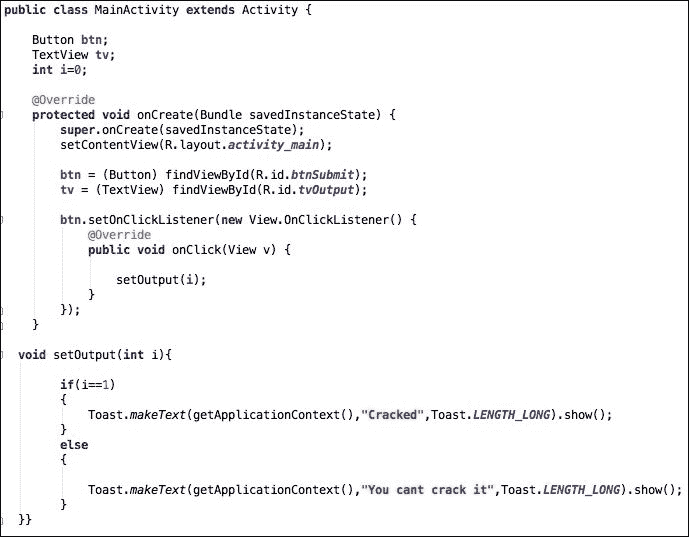 public class MainActivity extends Activity {
Button btn;
TextView tv;
int i=0;
@Override
protected void onCreate(Bundle savedInstanceState) {
super.onCreate(savedInstanceState);
setContentView(R.layout.activity_main);
btn = (Button) findViewById(R.id.btnSubmit);
tv = (TextView) findViewById(R.id.tvOutput);
btn.setOnClickListener(new View.OnClickListener() {
@Override
public void onClick(View v) {
setOutput(i);
}
});
}
void setOutput(int i){
if(i==1)
{
Toast.makeText(getApplicationContext(),"Cracked",Toast.LENGTH_LONG).show();
}
else
{
Toast.makeText(getApplicationContext(),"You cant crack it",Toast.LENGTH_LONG).show();
}
}}